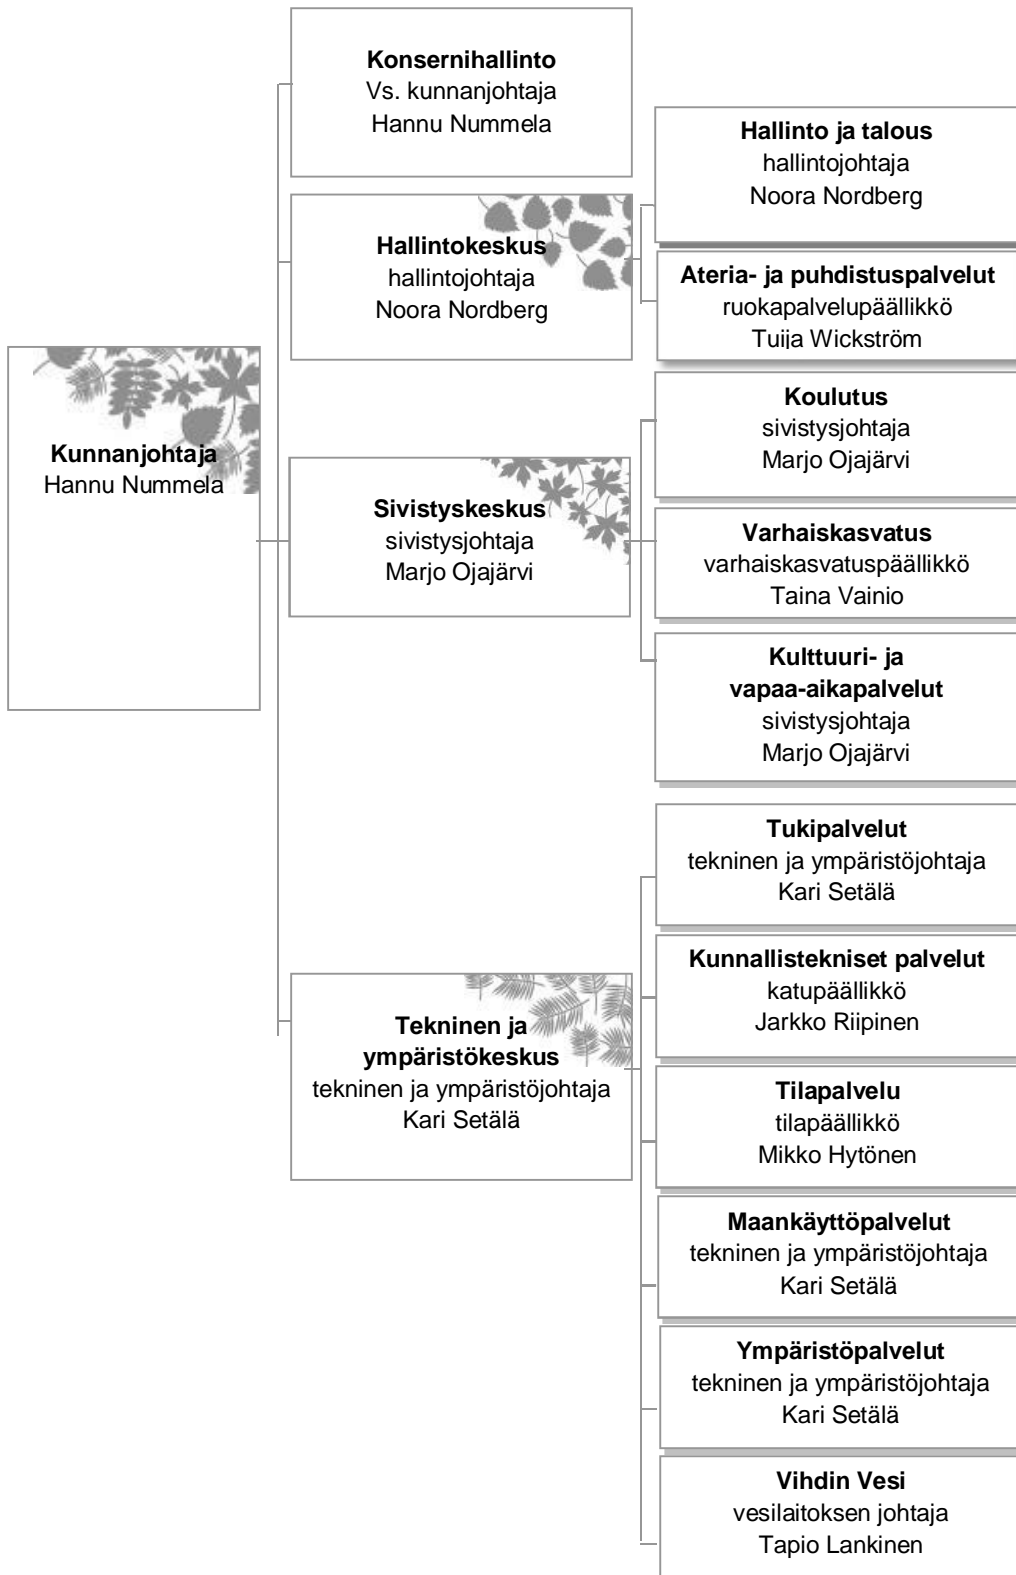 Konsernihallinto
Vs. kunnanjohtaja
Hannu Nummela
Hallinto ja talous
hallintojohtaja
Noora Nordberg
Hallintokeskus
hallintojohtaja
Noora Nordberg
Ateria- ja puhdistuspalvelut
ruokapalvelupäällikkö
Tuija Wickström
Kunnanjohtaja
Hannu Nummela
Koulutus
sivistysjohtaja
Marjo Ojajärvi
Sivistyskeskus
sivistysjohtaja
Marjo Ojajärvi
Varhaiskasvatus
varhaiskasvatuspäällikkö
Taina Vainio
Kulttuuri- ja
vapaa-aikapalvelut
sivistysjohtaja
Marjo Ojajärvi
Tukipalvelut
tekninen ja ympäristöjohtaja
Kari Setälä
Kunnallistekniset palvelut
katupäällikkö
Jarkko Riipinen
Tekninen ja
ympäristökeskus
tekninen ja ympäristöjohtaja
Kari Setälä
Tilapalvelu
tilapäällikkö
Mikko Hytönen
Maankäyttöpalvelut
tekninen ja ympäristöjohtaja
Kari Setälä
Ympäristöpalvelut
tekninen ja ympäristöjohtaja
Kari Setälä
Vihdin Vesi
vesilaitoksen johtaja
Tapio Lankinen